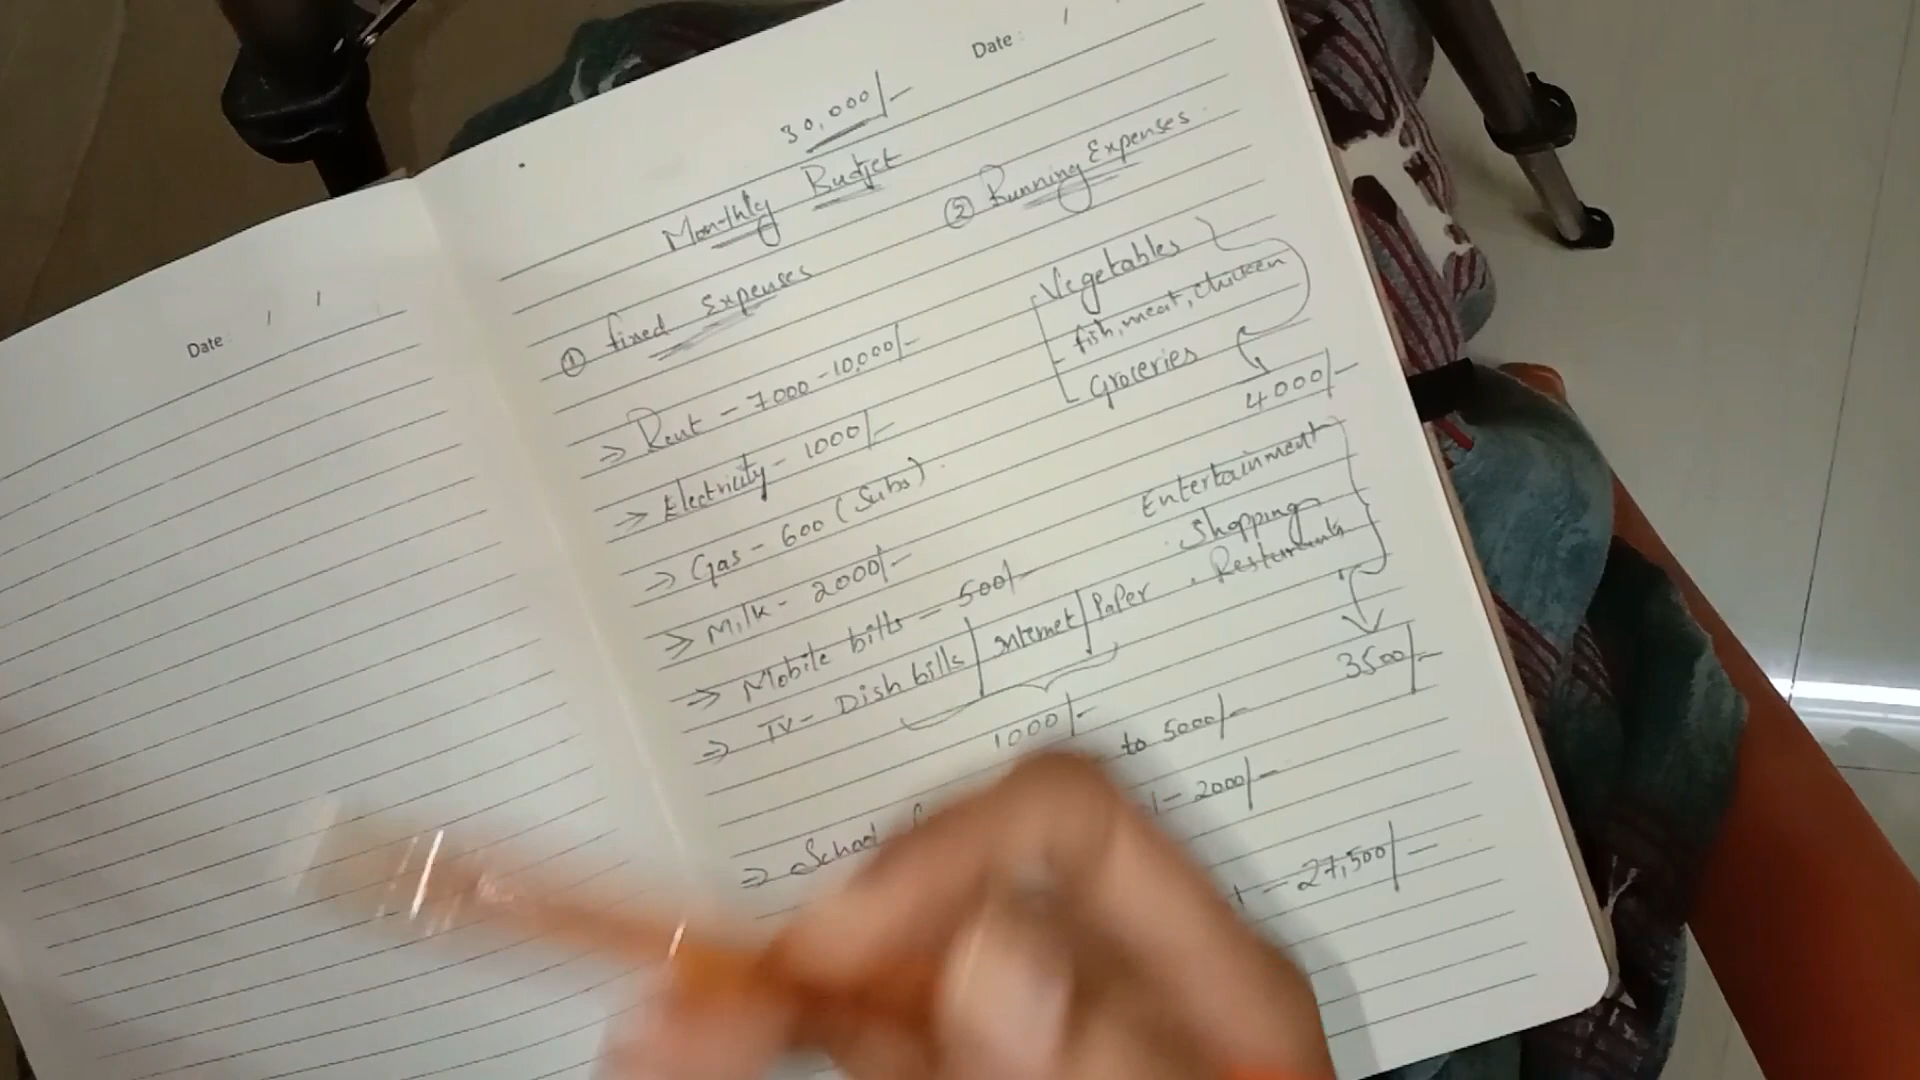 Date :
Date :
30,000/-
Monthly Budget
① fixed Expenses
② Running Expenses
⇒ Rent - 7000 - 10,000/-
⇒ Electricity - 1000/-
⇒ Gas - 600 (Subs)
⇒ Milk - 2000/-
⇒ Mobile bills - 500/-
⇒ TV - Dish bills | Internet | Paper
1000/-
⇒ School
to 5000/-
- 2000/-
- 27,500/-
Vegetables
fish, meat, chicken
Groceries
4000/-
Entertainment
Shopping
3500/-